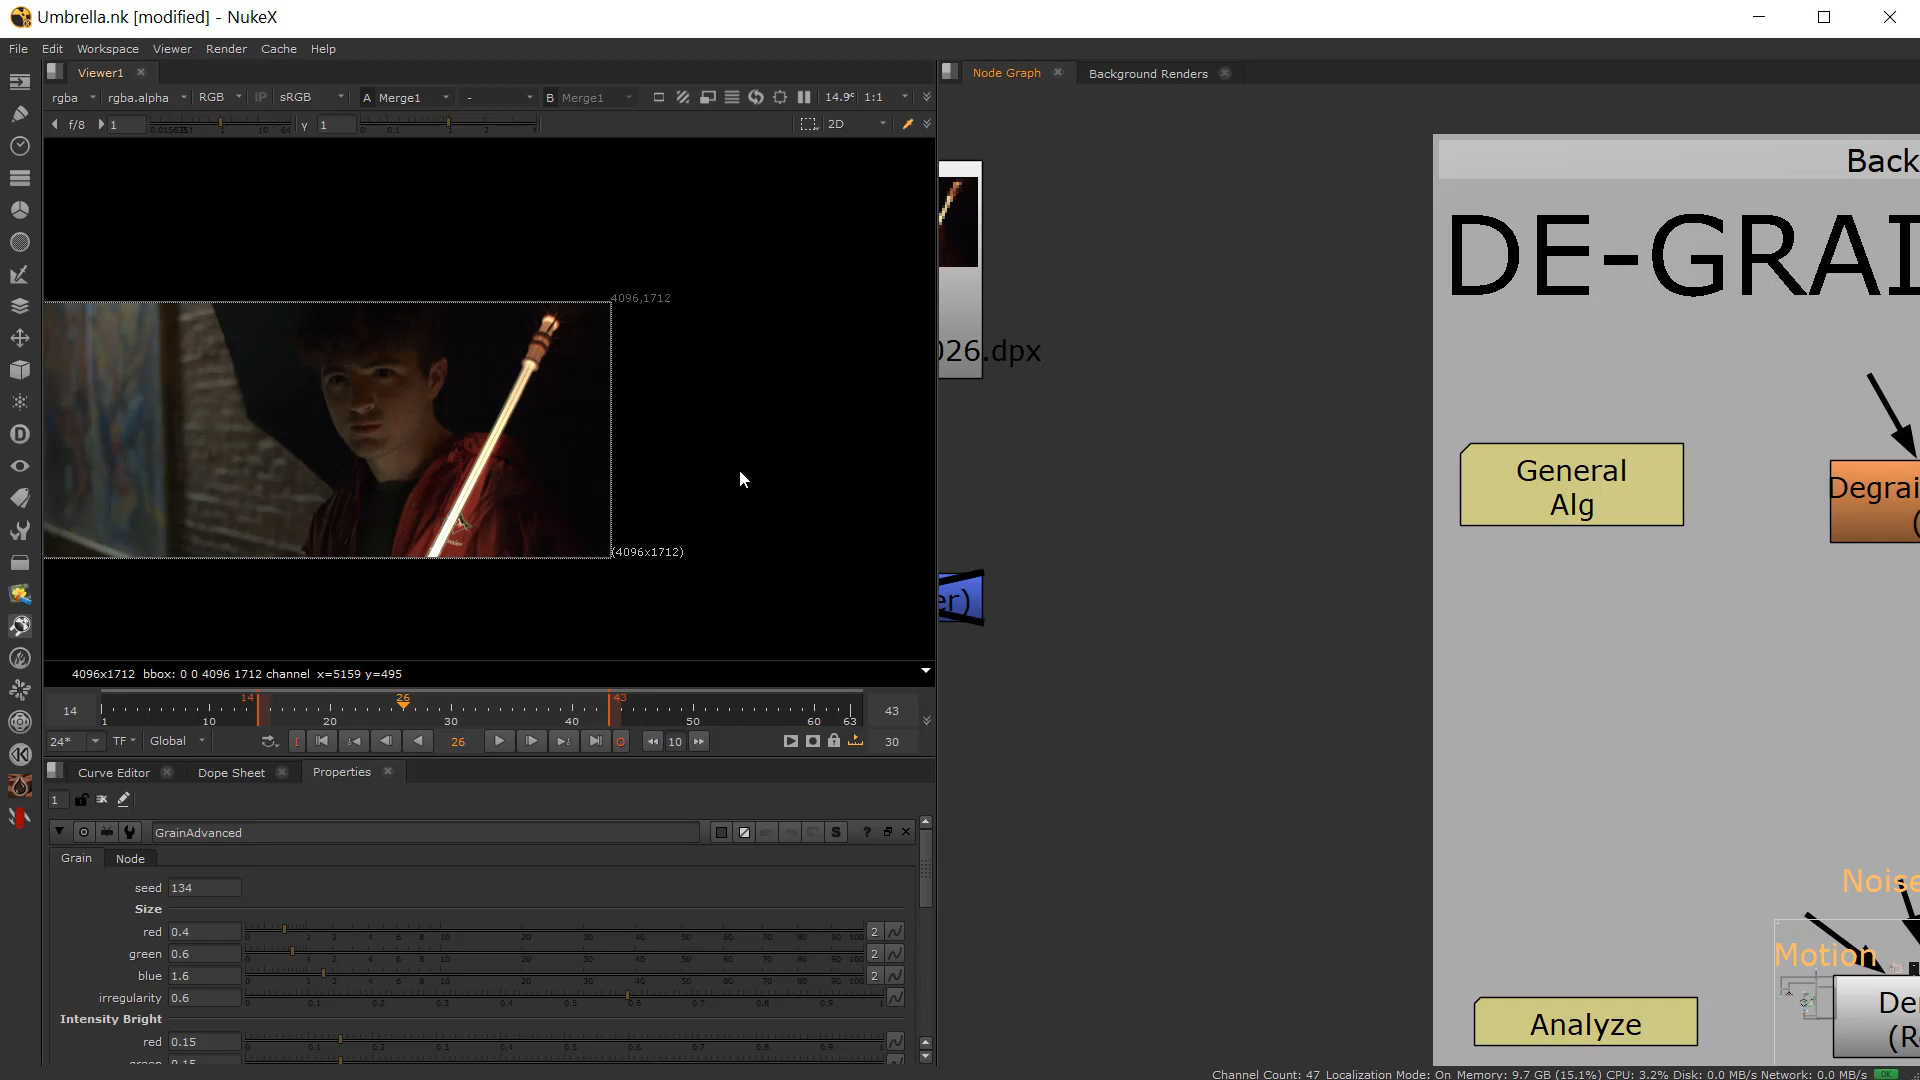 Umbrella.nk [modified] - NukeX
File Edit Workspace Viewer Render Cache Help
Viewer1
Node Graph
Background Renders
rgba rgba.alpha RGB IP sRGB A Merge1 - B Merge1 1:1
f/8 1 γ 1 2D
Back
DE-GRAI
4096,1712
026.dpx
General
Alg
Degrai
(4096x1712)
er)
4096x1712 bbox: 0 0 4096 1712 channel x=5159 y=495
14 14 26 43 43
1 10 20 30 40 50 60 63
24* TF Global 26 10 30
Curve Editor Dope Sheet Properties
1
GrainAdvanced S ?
Grain Node
seed 134
Size
red 0.4
green 0.6
blue 1.6
irregularity 0.6
Intensity Bright
red 0.15
Noise
Motion
Analyze
Channel Count: 47 Localization Mode: On Memory: 9.7 GB (15.1%) CPU: 3.2% Disk: 0.0 MB/s Network: 0.0 MB/s OK